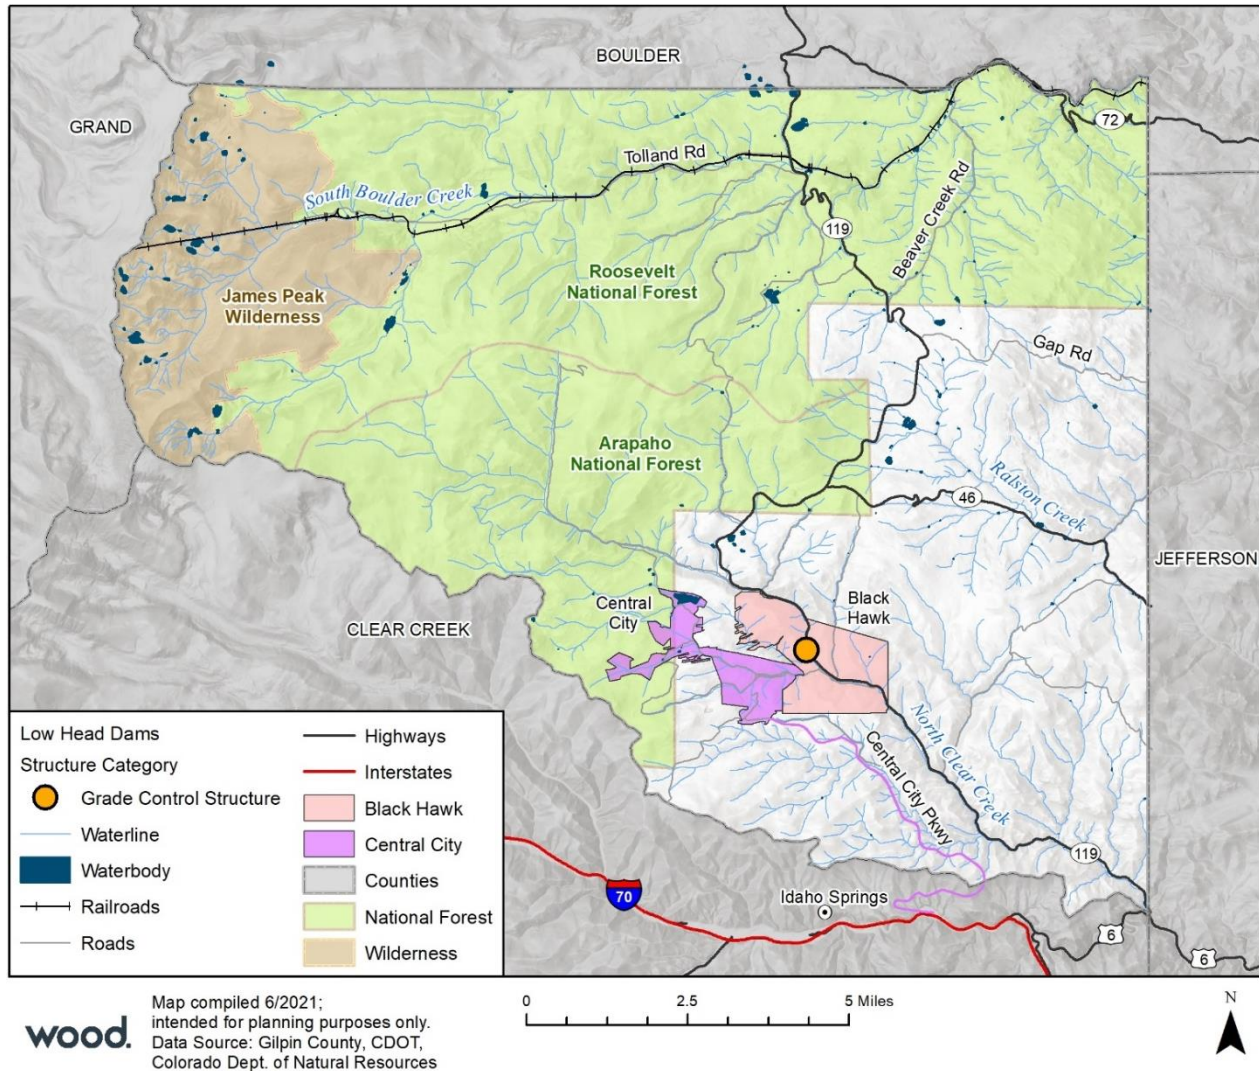 BOULDER
GRAND
72
Tolland Rd
South Boulder Creek
Beaver Creek Rd
119
Roosevelt
National Forest
James Peak
Wilderness
Gap Rd
Arapaho
National Forest
Ralston Creek
46
JEFFERSON
Central
City
Black
Hawk
CLEAR CREEK
North Clear Creek
Central City Pkwy
119
Idaho Springs
70
6
6
Low Head Dams
Structure Category
Grade Control Structure
Waterline
Waterbody
Railroads
Roads
Highways
Interstates
Black Hawk
Central City
Counties
National Forest
Wilderness
wood.
Map compiled 6/2021;
intended for planning purposes only.
Data Source: Gilpin County, CDOT,
Colorado Dept. of Natural Resources
0 2.5 5 Miles
N